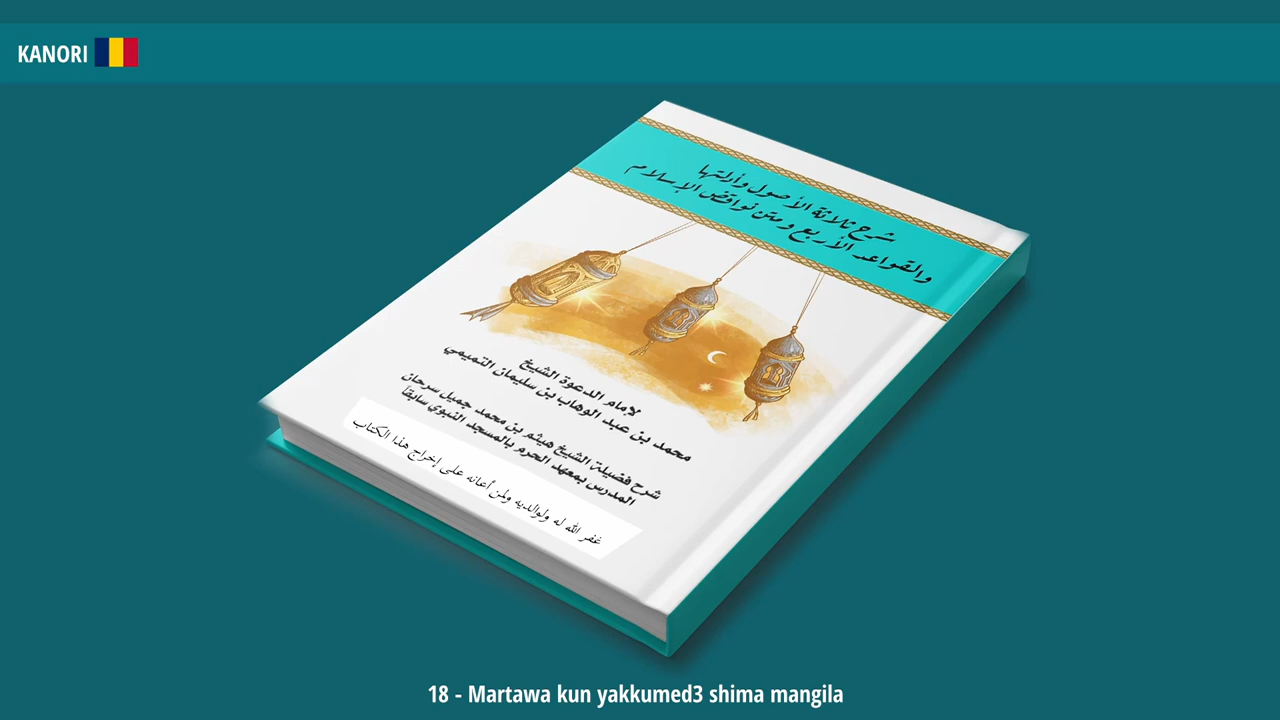 KANORI
شرح ثلاثة الأصول وأدلتها
والقواعد الأربع ومتن نواقض الإسلام
لإمام الدعوة الشيخ
محمد بن عبد الوهاب بن سليمان التميمي
شرح فضيلة الشيخ هيثم بن محمد جميل سرحان
المدرس بمعهد الحرم بالمسجد النبوي سابقاً
غفر الله له ولوالديه ولمن أعانه على إخراج هذا الكتاب
18 - Martawa kun yakkumed3 shima mangila